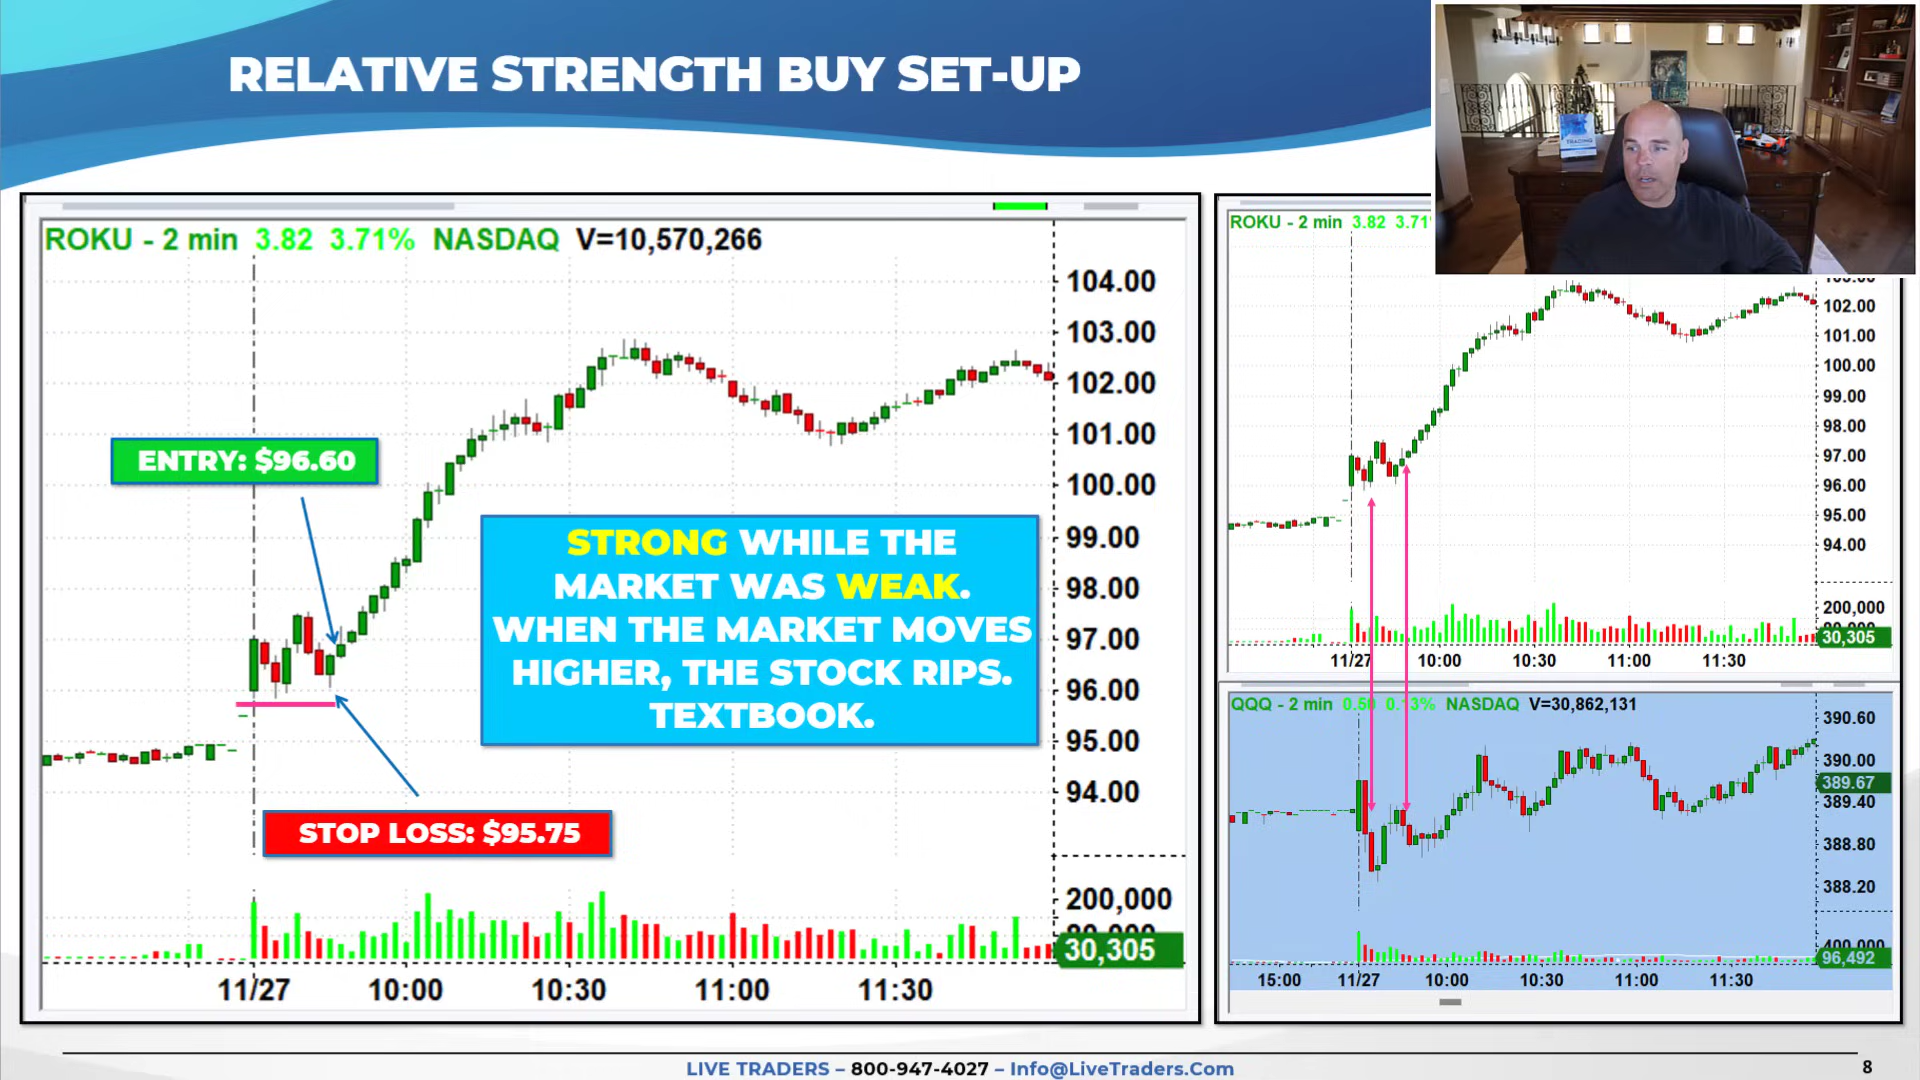 RELATIVE STRENGTH BUY SET-UP
ROKU - 2 min 3.82 3.71% NASDAQ V=10,570,266
104.00
103.00
102.00
101.00
100.00
99.00
98.00
97.00
96.00
95.00
94.00
ENTRY: $96.60
STRONG WHILE THE
MARKET WAS WEAK.
WHEN THE MARKET MOVES
HIGHER, THE STOCK RIPS.
TEXTBOOK.
STOP LOSS: $95.75
200,000
30,305
11/27 10:00 10:30 11:00 11:30
TRADING
ROKU - 2 min 3.82
102.00
101.00
100.00
99.00
98.00
97.00
96.00
95.00
94.00
200,000
30,305
11/27 10:00 10:30 11:00 11:30
QQQ - 2 min 0.50 0.13% NASDAQ V=30,862,131
390.60
390.00
389.67
389.40
388.80
388.20
400,000
96,492
15:00 11/27 10:00 10:30 11:00 11:30
LIVE TRADERS – 800-947-4027 – Info@LiveTraders.Com
8